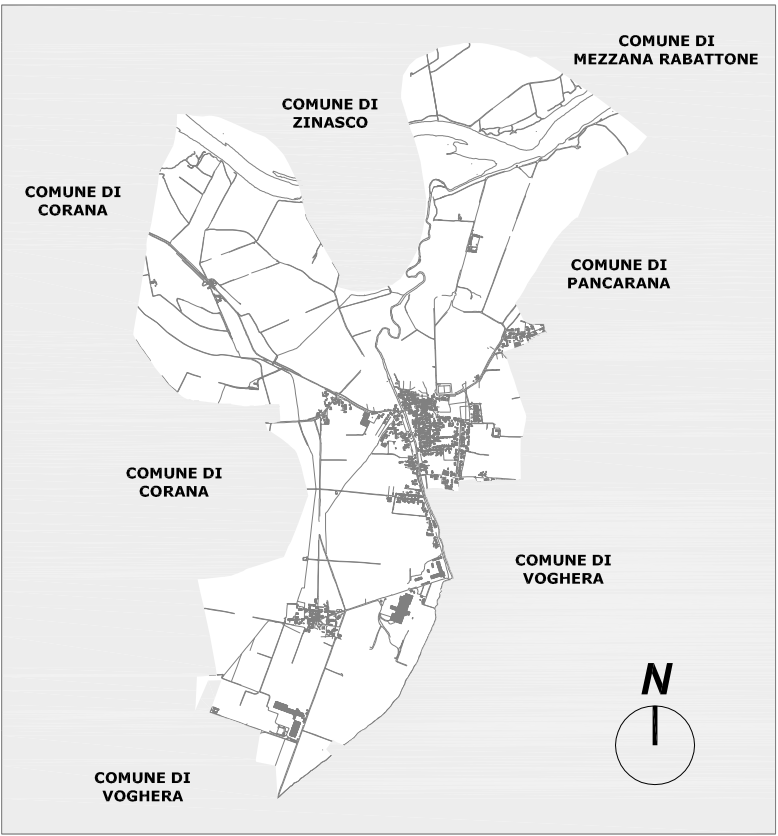 COMUNE DI
MEZZANA RABATTONE
COMUNE DI
ZINASCO
COMUNE DI
CORANA
COMUNE DI
PANCARANA
COMUNE DI
CORANA
COMUNE DI
VOGHERA
N
COMUNE DI
VOGHERA